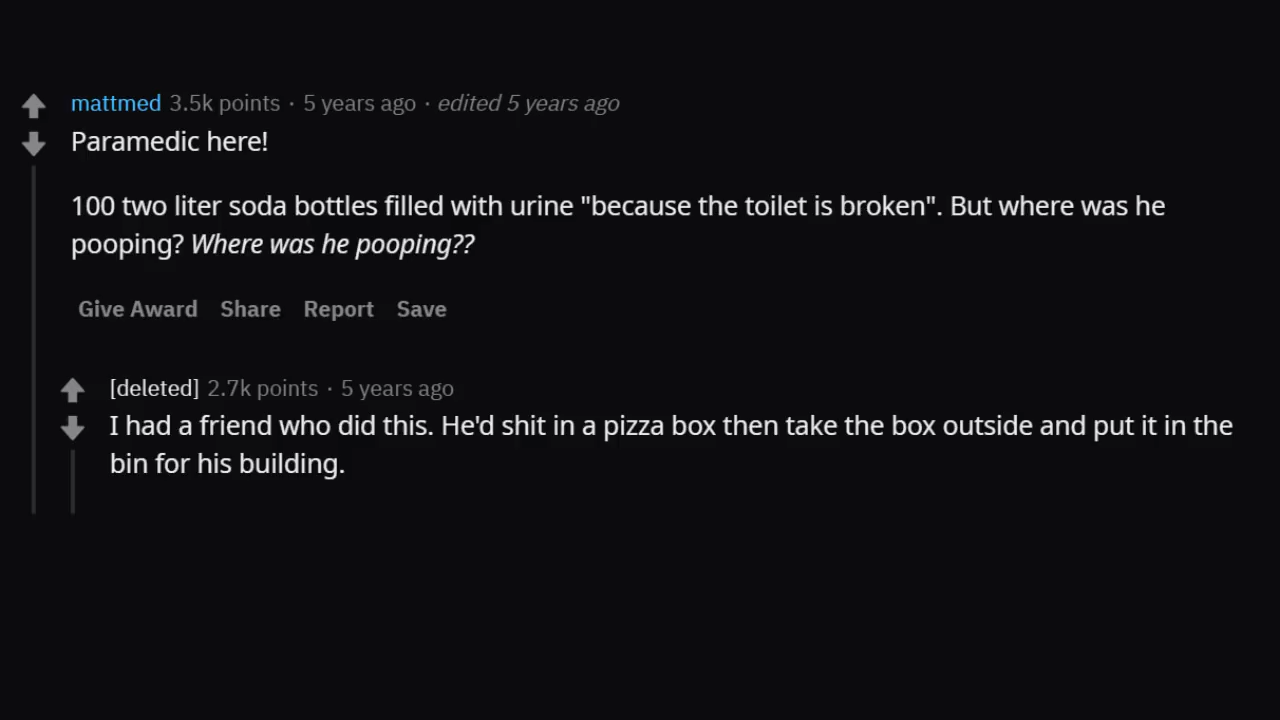 mattmed 3.5k points · 5 years ago · edited 5 years ago
Paramedic here!
100 two liter soda bottles filled with urine "because the toilet is broken". But where was he
pooping? Where was he pooping??
Give Award Share Report Save
[deleted] 2.7k points · 5 years ago
I had a friend who did this. He'd shit in a pizza box then take the box outside and put it in the
bin for his building.